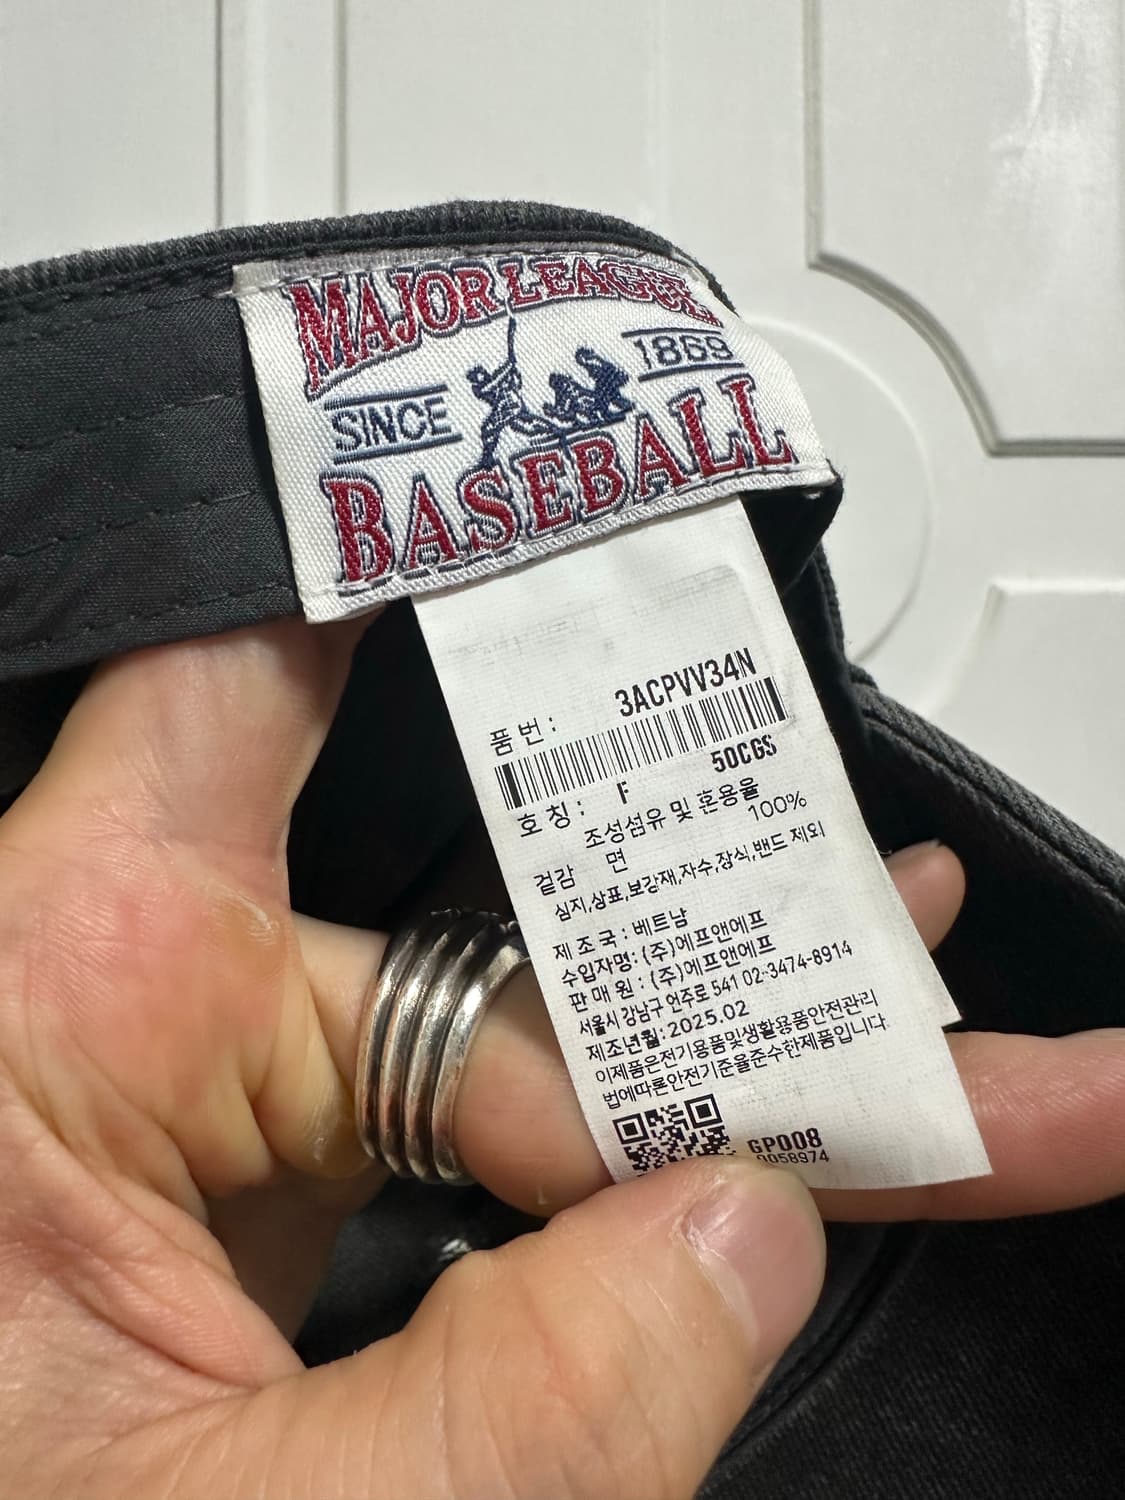 MAJOR LEAGUE
SINCE 1869
BASEBALL
품번: 3ACPVV34N
50CGS
호칭: F
조성섬유 및 혼용율
겉감 면 100%
심지,상표,보강재,자수,장식,밴드 제외
제조국: 베트남
수입자명: (주)에프앤에프
판매원: (주)에프앤에프
서울시 강남구 언주로 541 02-3474-8914
제조년월: 2025.02
이제품은전기용품및생활용품안전관리
법에따른안전기준을준수한제품입니다.
GP008
0058974